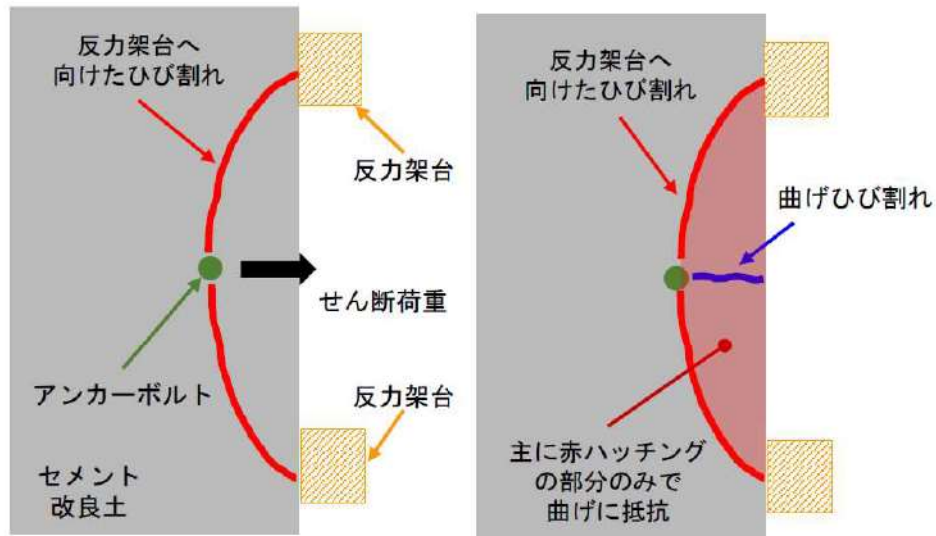 反力架台へ
向けたひび割れ
反力架台
せん断荷重
アンカーボルト
反力架台
セメント
改良土
反力架台へ
向けたひび割れ
曲げひび割れ
主に赤ハッチング
の部分のみで
曲げに抵抗